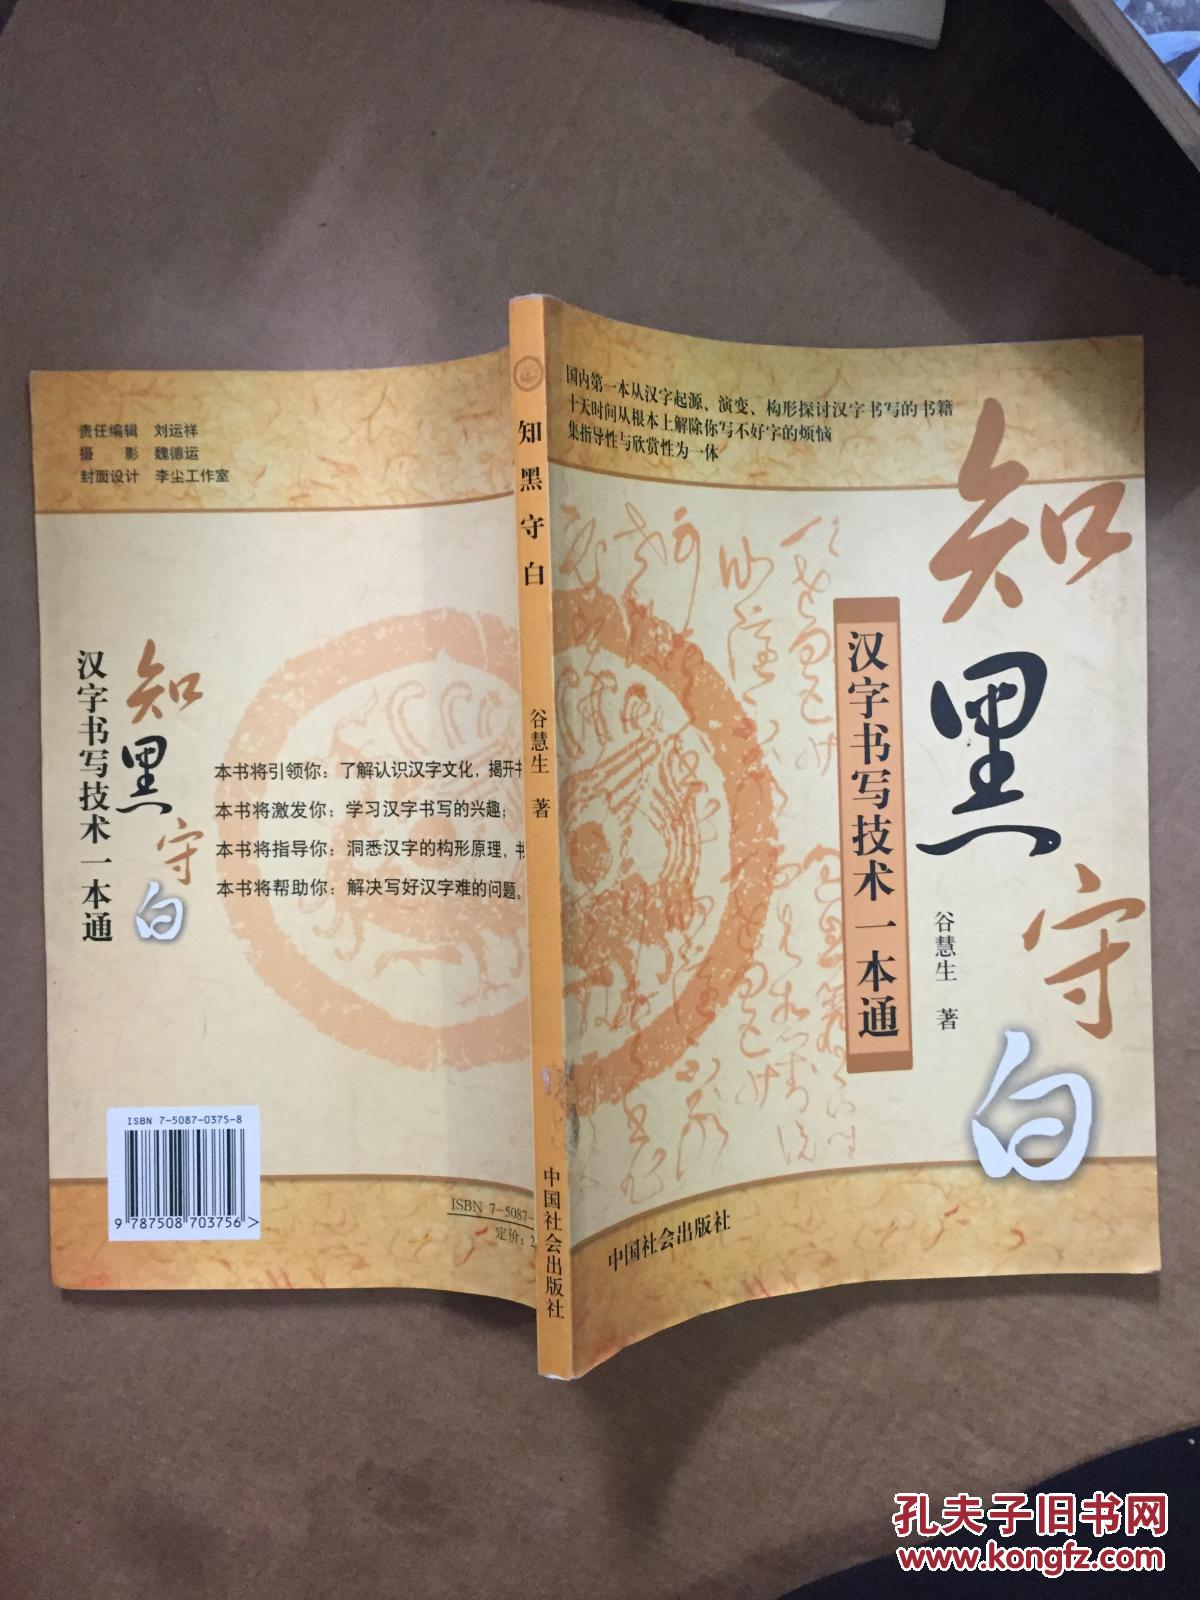 国内第一本从汉字起源、演变、构形探讨汉字书写的书籍
十天时间从根本上解除你写不好字的烦恼
集指导性与欣赏性为一体
知黑守白
汉字书写技术一本通
谷慧生 著
中国社会出版社
知黑守白
谷慧生 著
中国社会出版社
责任编辑 刘运祥
摄 影 魏德运
封面设计 李尘工作室
知黑守白
汉字书写技术一本通
本书将引领你：了解认识汉字文化，揭开
本书将激发你：学习汉字书写的兴趣；
本书将指导你：洞悉汉字的构形原理，
本书将帮助你：解决写好汉字难的问题。
ISBN 7-5087-0375-8
9 787508 703756 >
ISBN 7-5087-
定价：2
孔夫子旧书网
www.kongfz.com